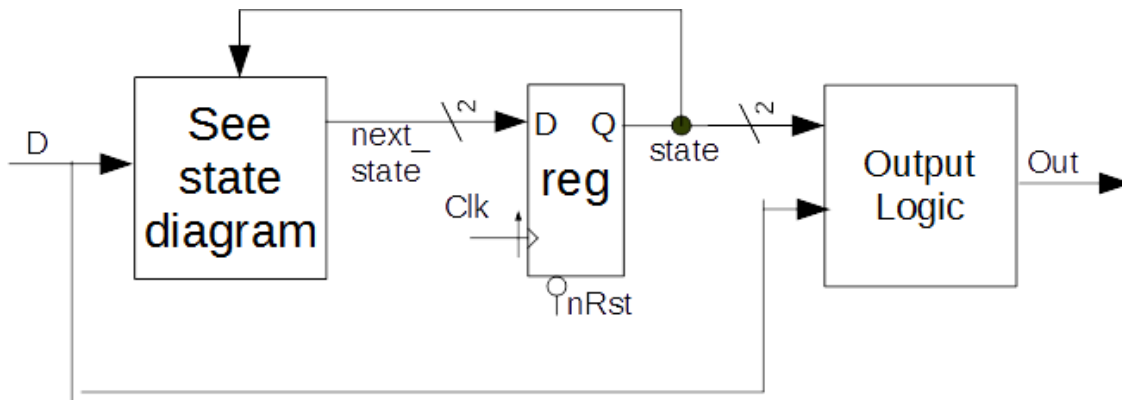 D
See
state
diagram
next_
state
2
D Q
reg
Clk
nRst
state
2
Output
Logic
Out